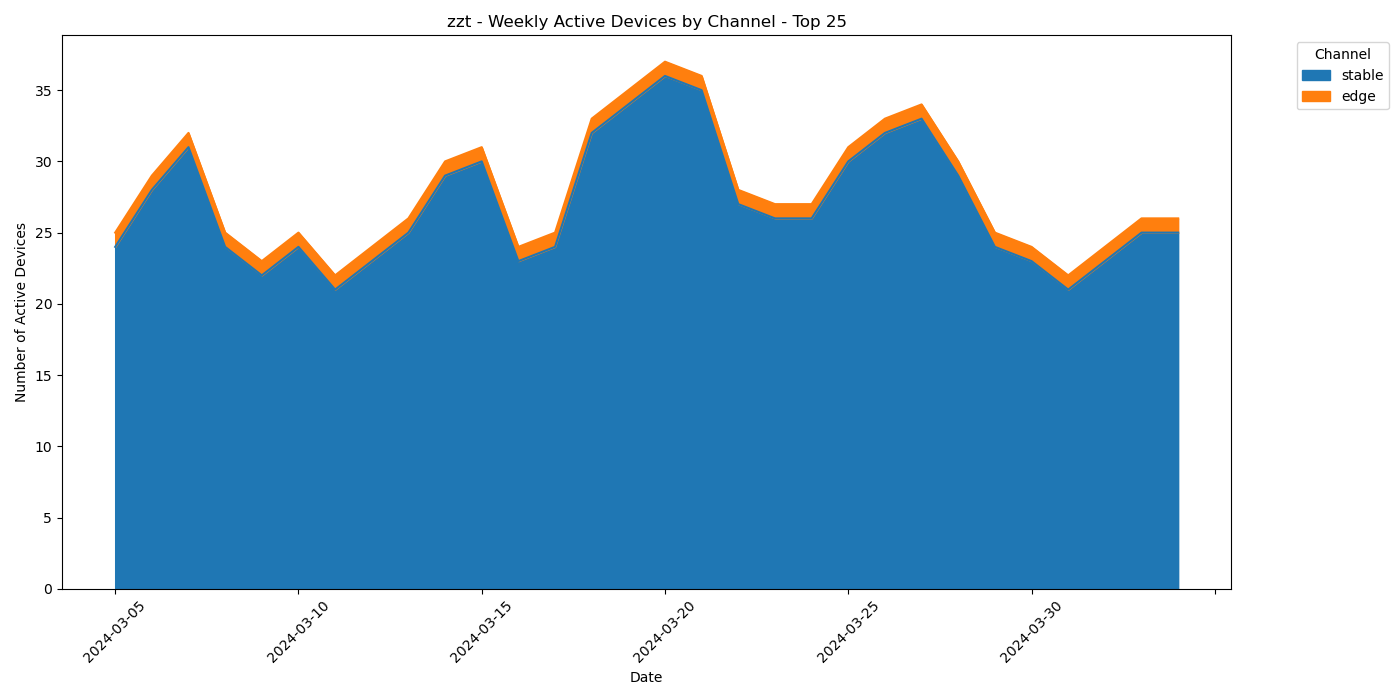 zzt - Weekly Active Devices by Channel - Top 25
Channel
stable
edge
Number of Active Devices
35
30
25
20
15
10
5
0
2024-03-05
2024-03-10
2024-03-15
2024-03-20
2024-03-25
2024-03-30
Date